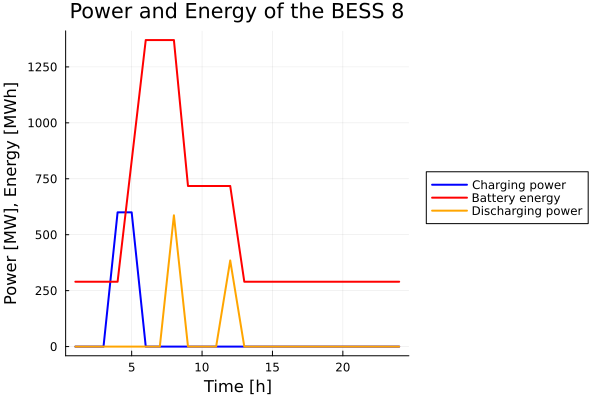 Power and Energy of the BESS 8
Power [MW], Energy [MWh]
1250
1000
750
500
250
0
5
10
15
20
Time [h]
Charging power
Battery energy
Discharging power